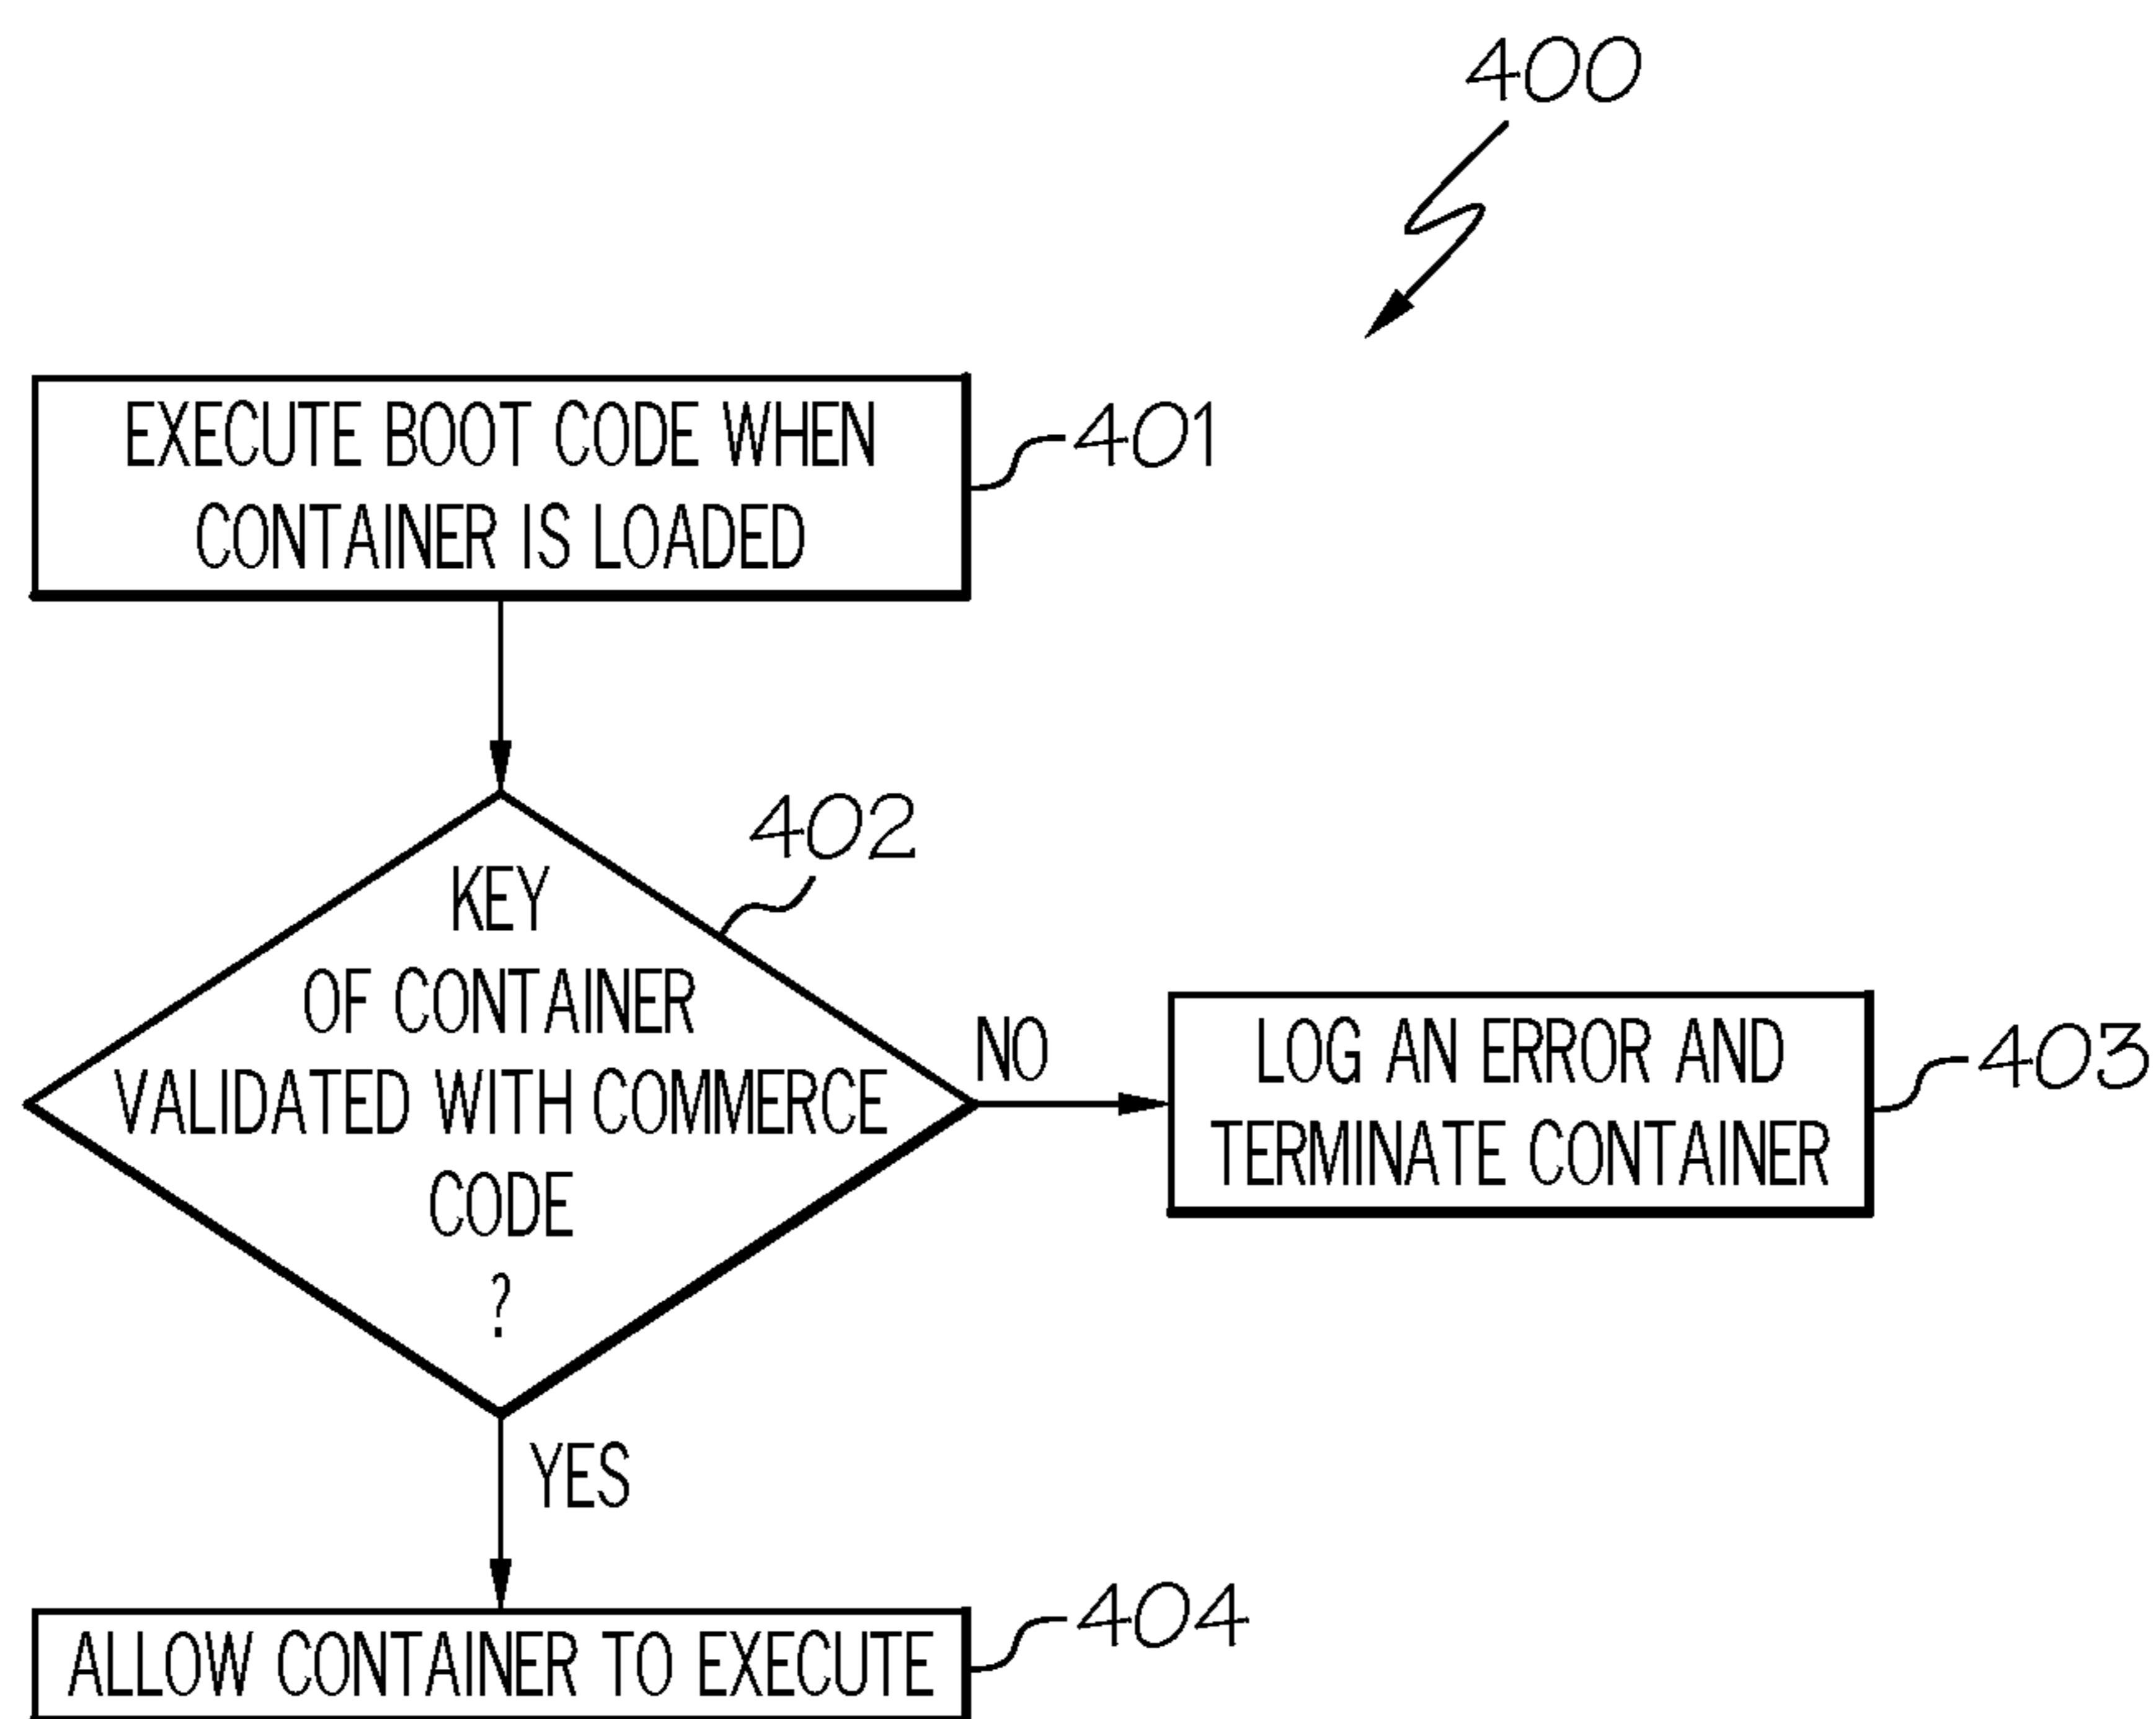 400
EXECUTE BOOT CODE WHEN
CONTAINER IS LOADED
401
402
KEY
OF CONTAINER
VALIDATED WITH COMMERCE
CODE
?
NO
LOG AN ERROR AND
TERMINATE CONTAINER
403
YES
ALLOW CONTAINER TO EXECUTE
404